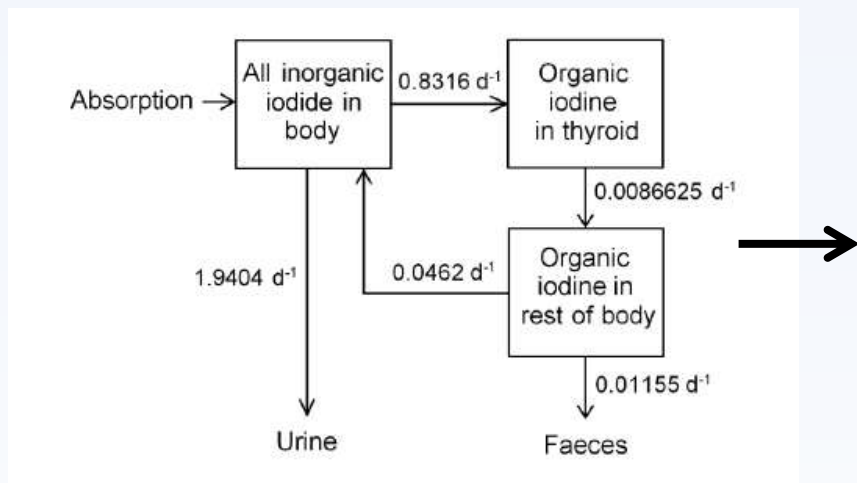 All inorganic
iodide in
body
Absorption
0.8316 d⁻¹
Organic
iodine
in thyroid
0.0086625 d⁻¹
1.9404 d⁻¹
0.0462 d⁻¹
Organic
iodine in
rest of body
0.01155 d⁻¹
Urine
Faeces